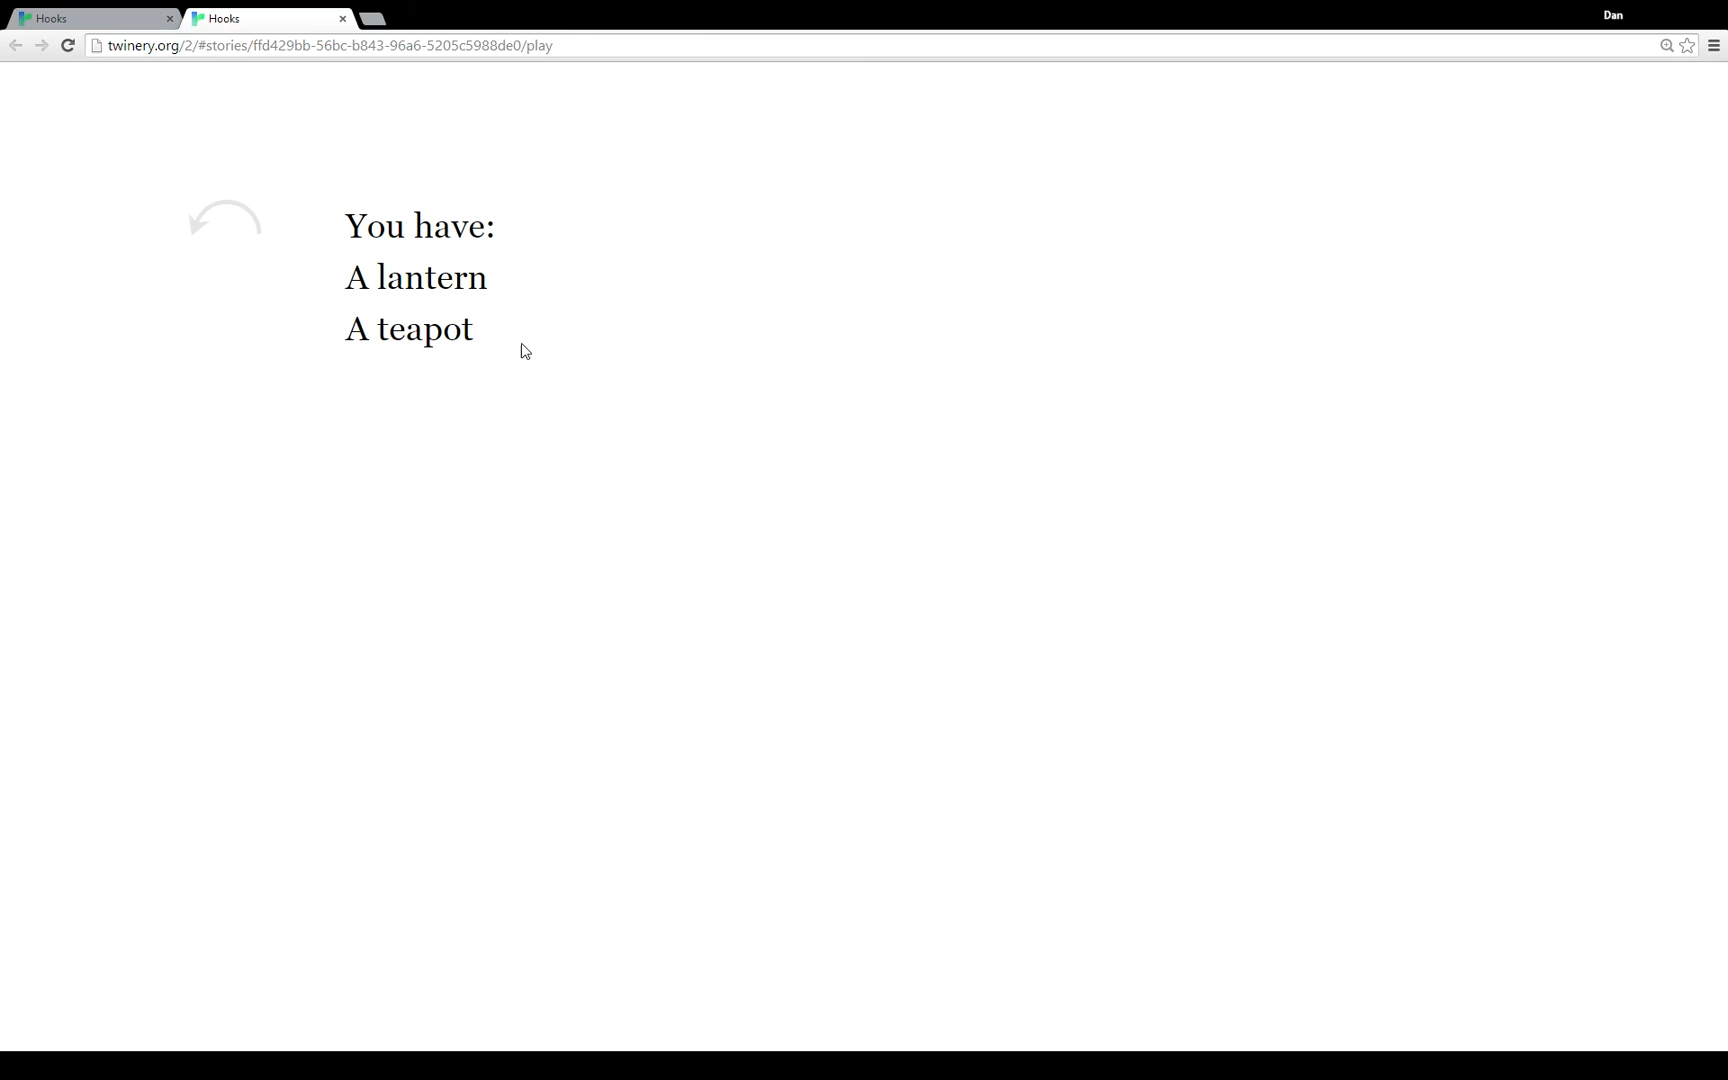 Hooks
Hooks
Dan
twinery.org/2/#stories/ffd429bb-56bc-b843-96a6-5205c5988de0/play
You have:
A lantern
A teapot